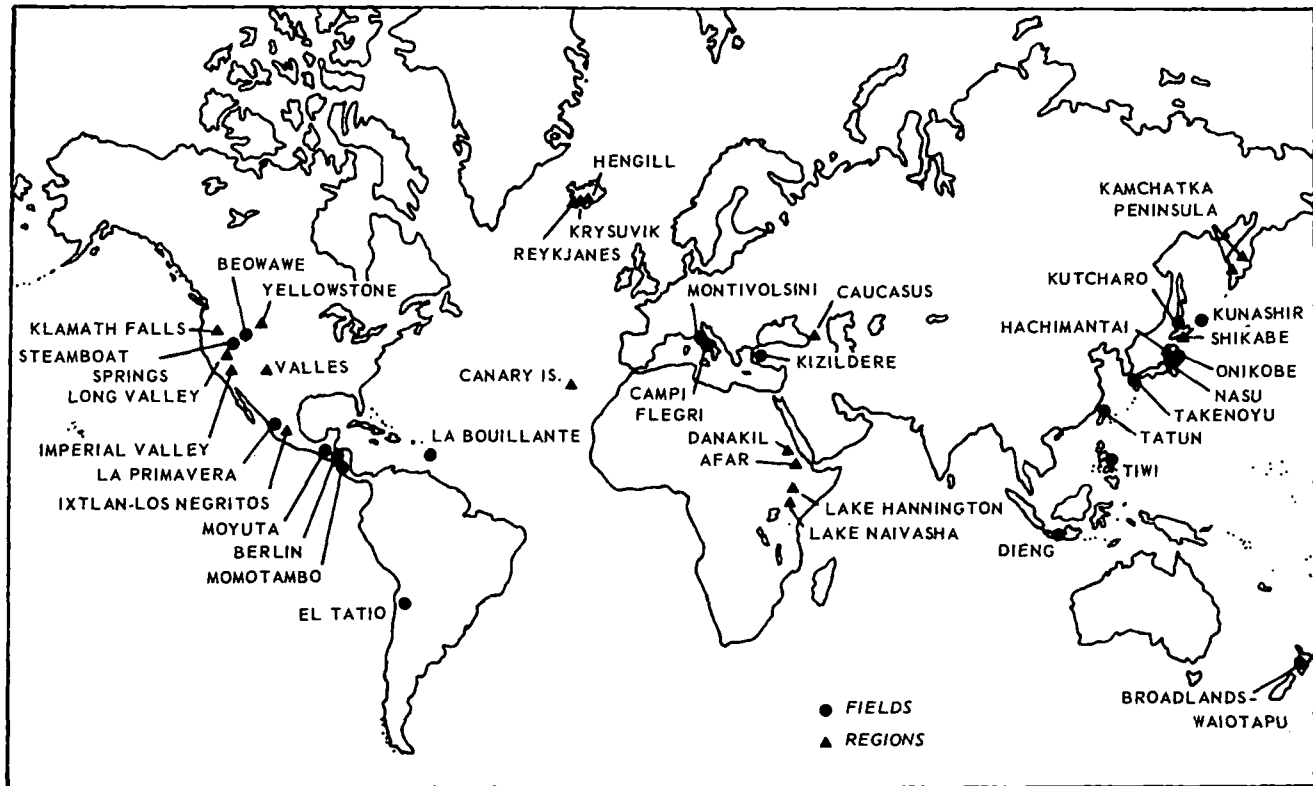 HENGILL
KRYSUVIK
REYKJANES
KAMCHATKA
PENINSULA
BEOWAWE
YELLOWSTONE
KLAMATH FALLS
STEAMBOAT
SPRINGS
LONG VALLEY
VALLES
IMPERIAL VALLEY
LA PRIMAVERA
IXTLAN-LOS NEGRITOS
MOYUTA
BERLIN
MOMOTAMBO
EL TATIO
LA BOUILLANTE
CANARY IS.
MONTIVOLSINI
CAUCASUS
KIZILDERE
CAMPI
FLEGRI
DANAKIL
AFAR
LAKE HANNINGTON
LAKE NAIVASHA
KUTCHARO
KUNASHIR
HACHIMANTAI
SHIKABE
ONIKOBE
NASU
TAKENOYU
TATUN
TIWI
DIENG
BROADLANDS-
WAIOTAPU
FIELDS
REGIONS